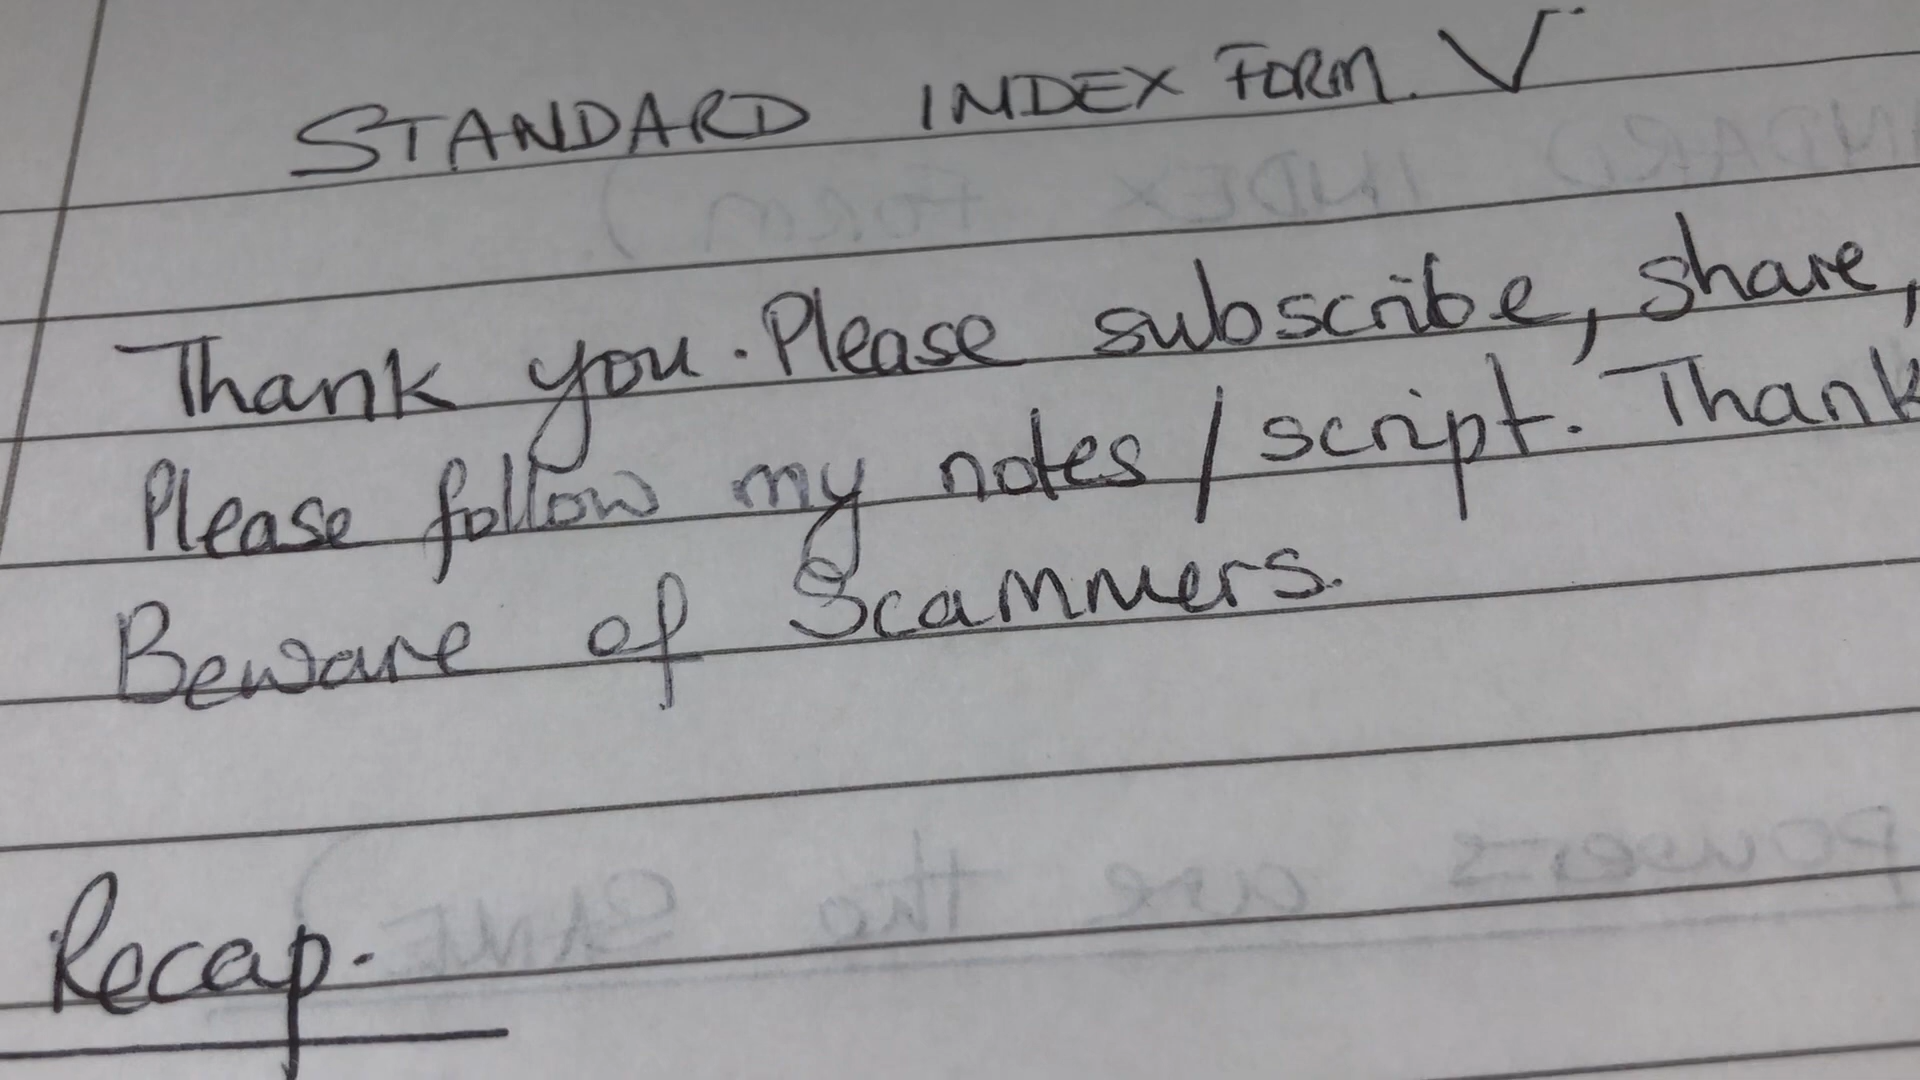 STANDARD INDEX FORM. V
Thank you. Please subscribe, share,
Please follow my notes / script. Thank
Beware of Scammers.
Recap.